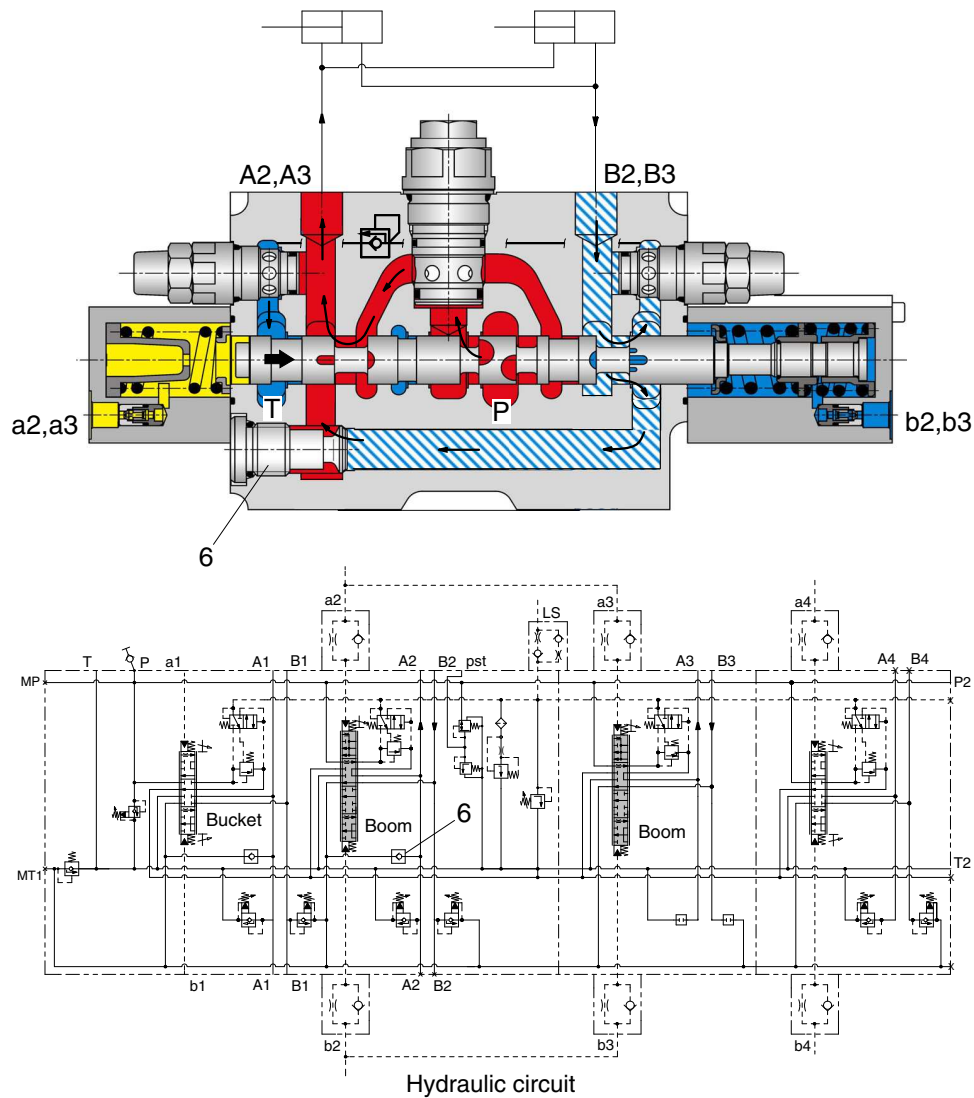 A2,A3
B2,B3
T
P
a2,a3
b2,b3
6
a2
a3
a4
LS
T
P
a1
A1
B1
A2
B2
pst
A3
B3
A4
B4
MP
P2
Bucket
Boom
6
Boom
MT1
T2
b1
A1
B1
A2
B2
b2
b3
b4
Hydraulic circuit